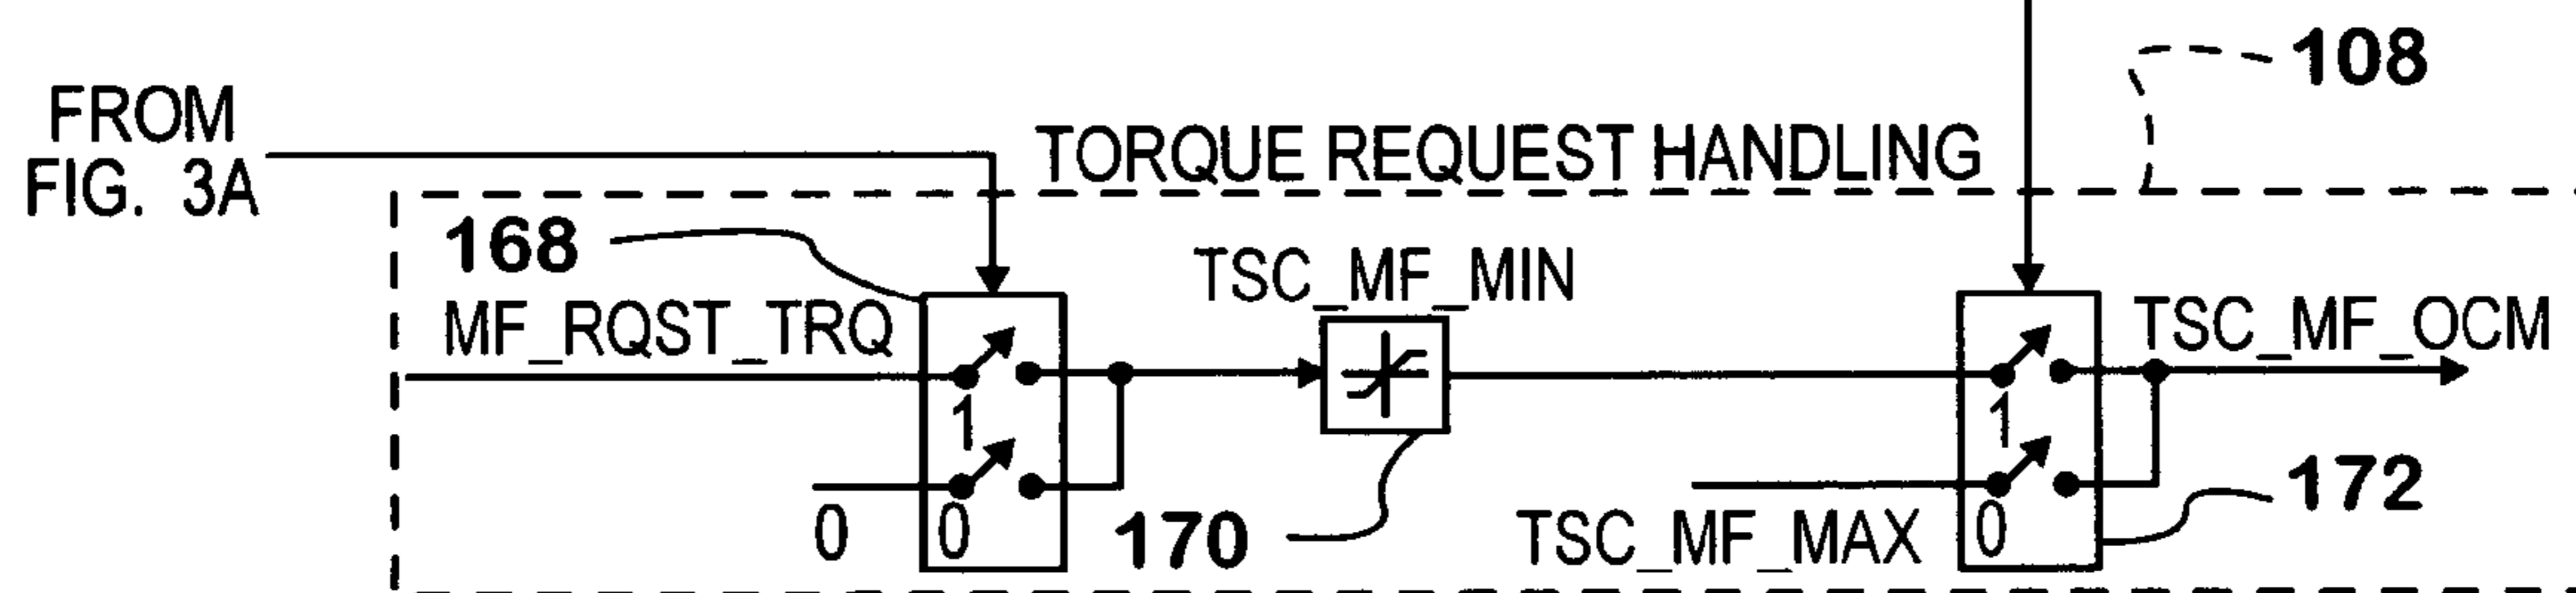 108
FROM
FIG. 3A
TORQUE REQUEST HANDLING
168
TSC_MF_MIN
MF_RQST_TRQ
TSC_MF_OCM
1
1
172
0
0
170
TSC_MF_MAX
0